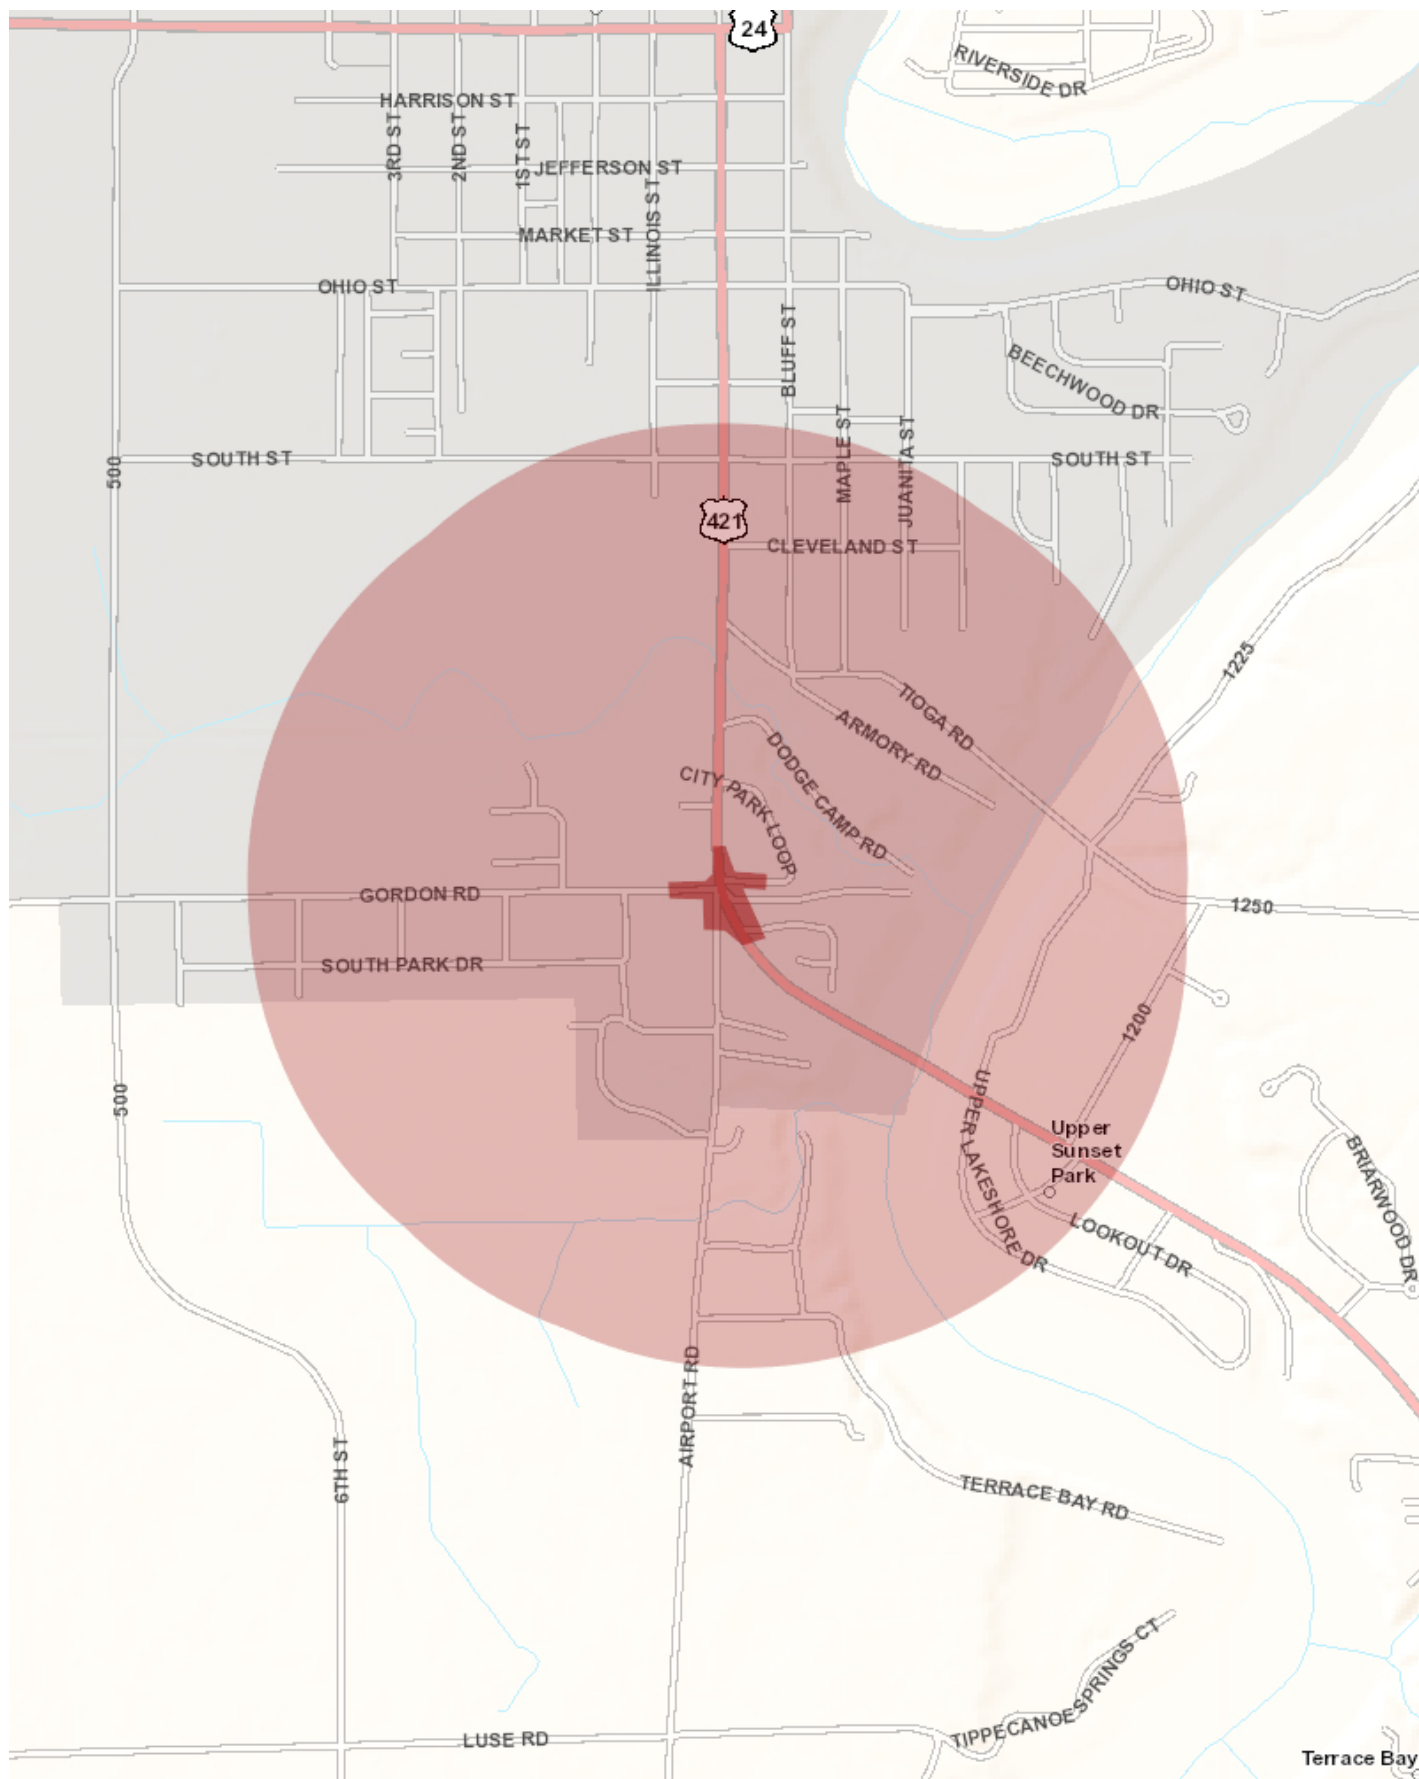 24
RIVERSIDE DR
HARRISON ST
3RD ST
2ND ST
1ST ST
JEFFERSON ST
ILLINOIS ST
MARKET ST
OHIO ST
OHIO ST
BLUFF ST
BEECHWOOD DR
MAPLE ST
JUANITA ST
500
SOUTH ST
SOUTH ST
421
CLEVELAND ST
1225
TIOGA RD
ARMORY RD
DODGE CAMP RD
CITY PARK LOOP
GORDON RD
1250
SOUTH PARK DR
1200
500
UPPER LAKESHORE DR
Upper
Sunset
Park
BRIARWOOD DR
LOOKOUT DR
AIRPORT RD
6TH ST
TERRACE BAY RD
TIPPECANOE SPRINGS CT
LUSE RD
Terrace Bay